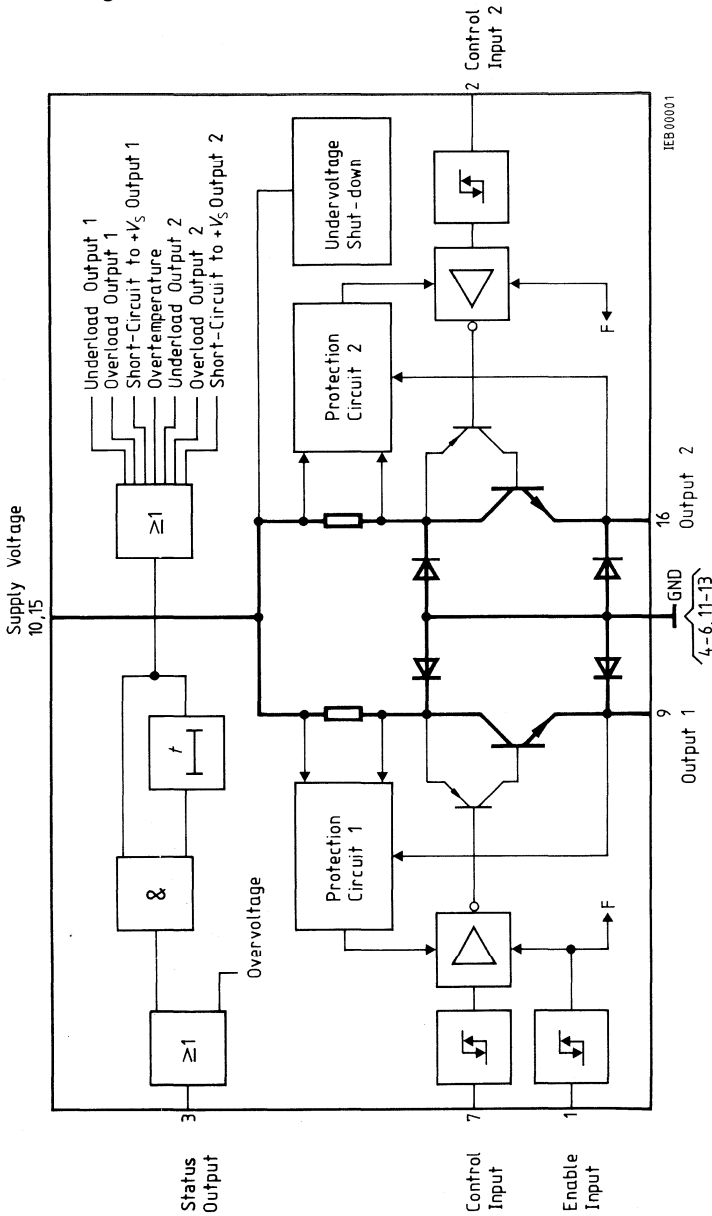 Supply Voltage
10,15
Underload Output 1
Overload Output 1
Short-Circuit to +VS Output 1
Overtemperature
Underload Output 2
Overload Output 2
Short-Circuit to +VS Output 2
≥1
t
&
≥1
Overvoltage
3
Status
Output
Protection
Circuit 1
Protection
Circuit 2
Undervoltage
Shut-down
7
Control
Input
1
Enable
Input
F
F
2
Control
Input 2
9
Output 1
GND
4-6,11-13
16
Output 2
IEB00001